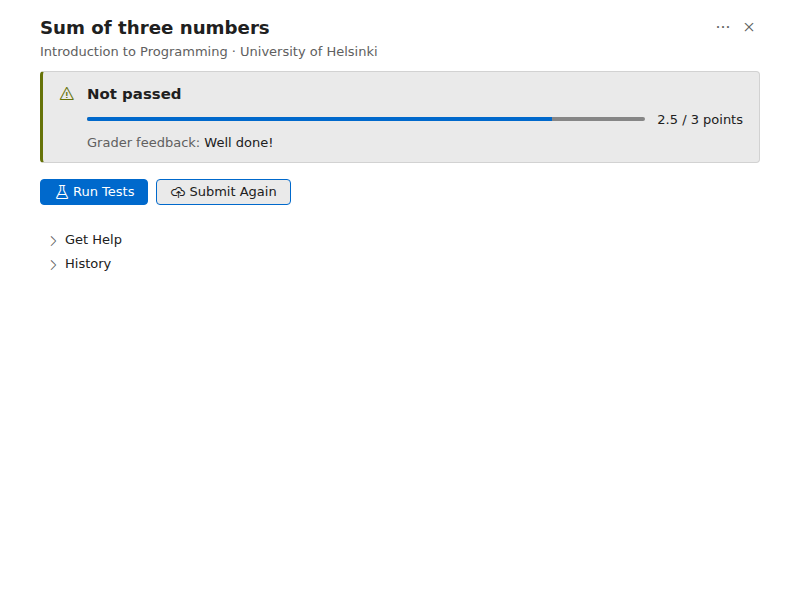 Sum of three numbers
Introduction to Programming · University of Helsinki
Not passed
2.5 / 3 points
Grader feedback: Well done!
Run Tests
Submit Again
Get Help
History